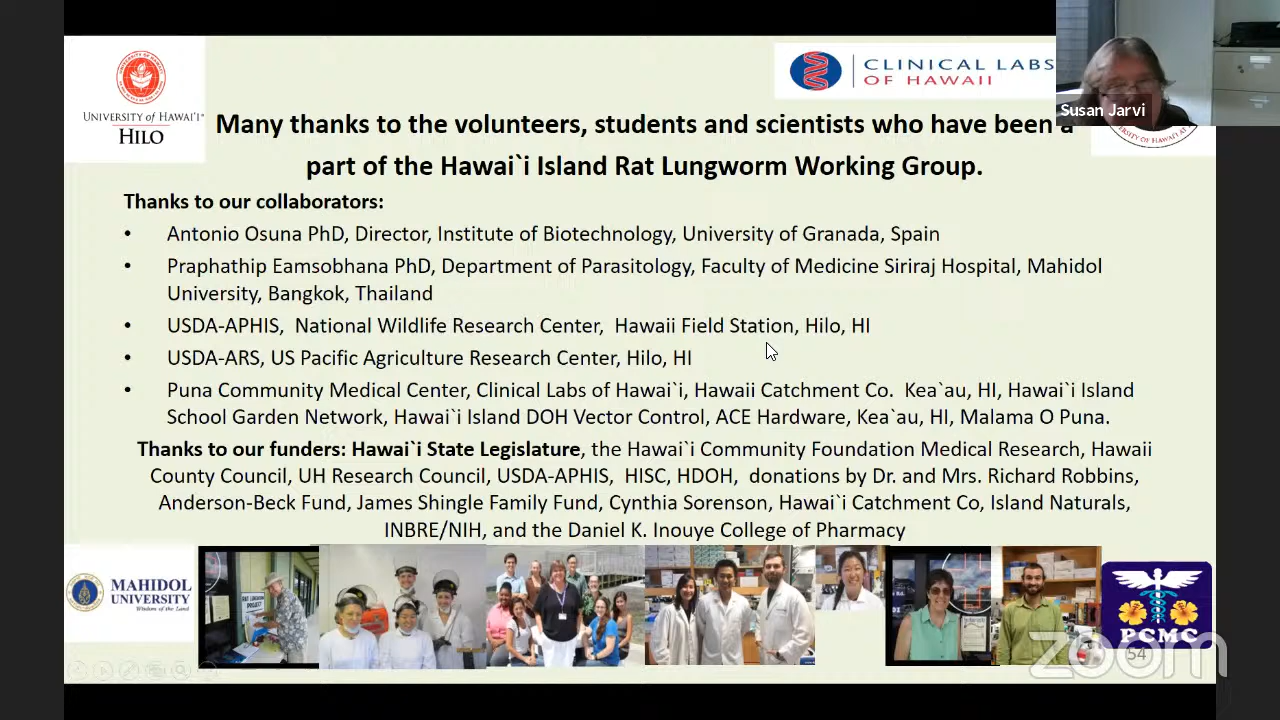 UNIVERSITY of HAWAI'I®
HILO
CLINICAL LABS
OF HAWAII
Susan Jarvi
Many thanks to the volunteers, students and scientists who have been a
part of the Hawai`i Island Rat Lungworm Working Group.
Thanks to our collaborators:
• Antonio Osuna PhD, Director, Institute of Biotechnology, University of Granada, Spain
• Praphathip Eamsobhana PhD, Department of Parasitology, Faculty of Medicine Siriraj Hospital, Mahidol
University, Bangkok, Thailand
• USDA-APHIS, National Wildlife Research Center, Hawaii Field Station, Hilo, HI
• USDA-ARS, US Pacific Agriculture Research Center, Hilo, HI
• Puna Community Medical Center, Clinical Labs of Hawai`i, Hawaii Catchment Co. Kea`au, HI, Hawai`i Island
School Garden Network, Hawai`i Island DOH Vector Control, ACE Hardware, Kea`au, HI, Malama O Puna.
Thanks to our funders: Hawai`i State Legislature, the Hawai`i Community Foundation Medical Research, Hawaii
County Council, UH Research Council, USDA-APHIS, HISC, HDOH, donations by Dr. and Mrs. Richard Robbins,
Anderson-Beck Fund, James Shingle Family Fund, Cynthia Sorenson, Hawai`i Catchment Co, Island Naturals,
INBRE/NIH, and the Daniel K. Inouye College of Pharmacy
MAHIDOL
UNIVERSITY
Wisdom of the Land
RAT LUNGWORM
PROJECT
PCMC
54
zoom